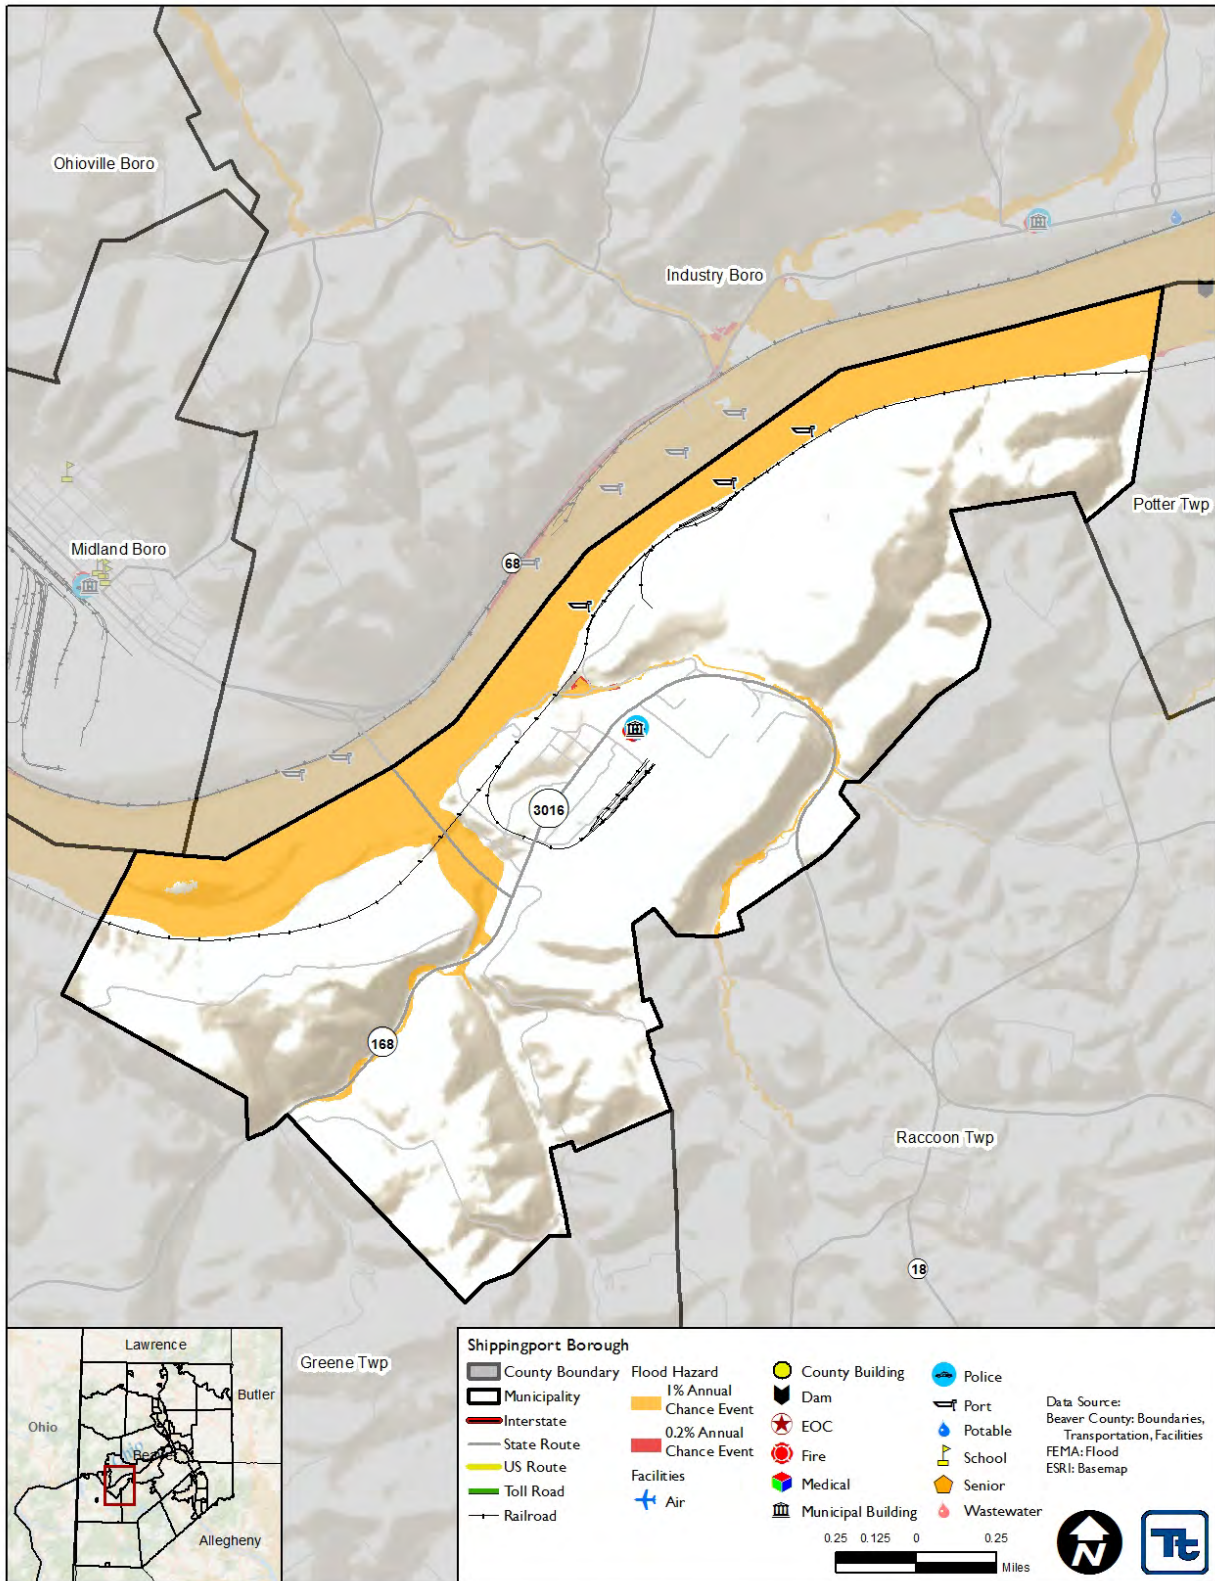 Ohioville Boro
Industry Boro
Potter Twp
Midland Boro
68
3016
168
Raccoon Twp
18
Greene Twp
Lawrence
Butler
Ohio
Ohio
Beaver
Allegheny
Shippingport Borough
County Boundary
Municipality
Interstate
State Route
US Route
Toll Road
Railroad
Flood Hazard
1% Annual
Chance Event
0.2% Annual
Chance Event
Facilities
Air
County Building
Dam
EOC
Fire
Medical
Municipal Building
Police
Port
Potable
School
Senior
Wastewater
Data Source:
Beaver County: Boundaries,
Transportation, Facilities
FEMA: Flood
ESRI: Basemap
0.25 0.125 0 0.25
Miles
N
Tt